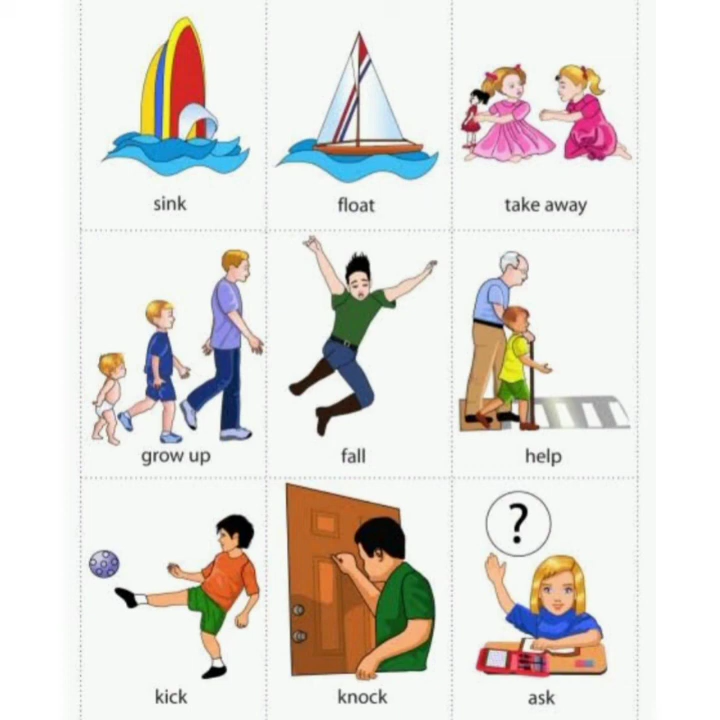 sink
float
take away
grow up
fall
help
?
kick
knock
ask